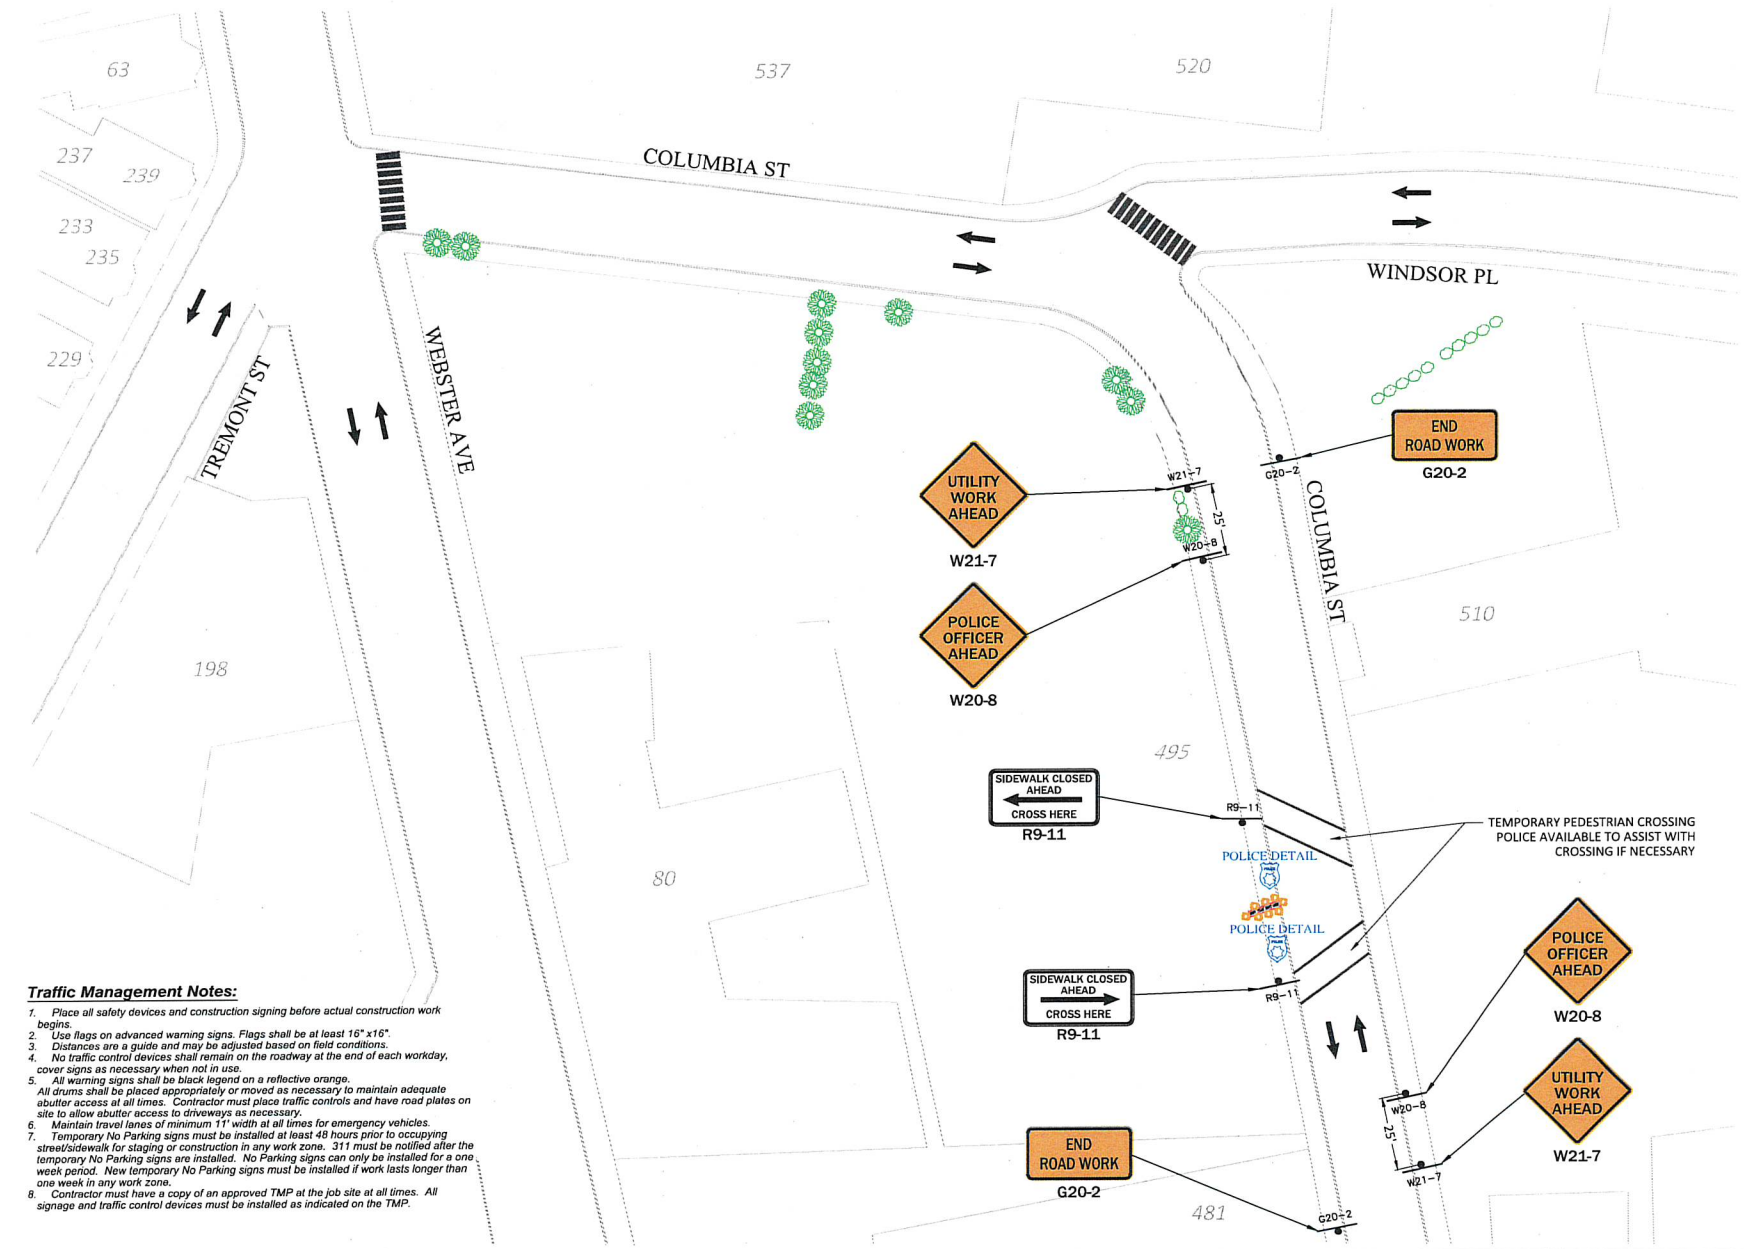 63
537
520
237
239
COLUMBIA ST
233
235
WINDSOR PL
229
TREMONT ST
WEBSTER AVE
END
ROAD WORK
G20-2
G20-2
UTILITY
WORK
AHEAD
W21-7
W21-7
25'
W20-8
COLUMBIA ST
POLICE
OFFICER
AHEAD
W20-8
510
198
495
SIDEWALK CLOSED
AHEAD
CROSS HERE
R9-11
R9-11
TEMPORARY PEDESTRIAN CROSSING
POLICE AVAILABLE TO ASSIST WITH
CROSSING IF NECESSARY
POLICE DETAIL
POLICE
80
POLICE DETAIL
POLICE
SIDEWALK CLOSED
AHEAD
CROSS HERE
R9-11
R9-11
POLICE
OFFICER
AHEAD
W20-8
W20-8
25'
UTILITY
WORK
AHEAD
W21-7
W21-7
END
ROAD WORK
G20-2
G20-2
481
Traffic Management Notes:
1. Place all safety devices and construction signing before actual construction work
begins.
2. Use flags on advanced warning signs. Flags shall be at least 16" x16".
3. Distances are a guide and may be adjusted based on field conditions.
4. No traffic control devices shall remain on the roadway at the end of each workday,
cover signs as necessary when not in use.
5. All warning signs shall be black legend on a reflective orange.
All drums shall be placed appropriately or moved as necessary to maintain adequate
abutter access at all times. Contractor must place traffic controls and have road plates on
site to allow abutter access to driveways as necessary.
6. Maintain travel lanes of minimum 11' width at all times for emergency vehicles.
7. Temporary No Parking signs must be installed at least 48 hours prior to occupying
street/sidewalk for staging or construction in any work zone. 311 must be notified after the
temporary No Parking signs are installed. No Parking signs can only be installed for a one
week period. New temporary No Parking signs must be installed if work lasts longer than
one week in any work zone.
8. Contractor must have a copy of an approved TMP at the job site at all times. All
signage and traffic control devices must be installed as indicated on the TMP.